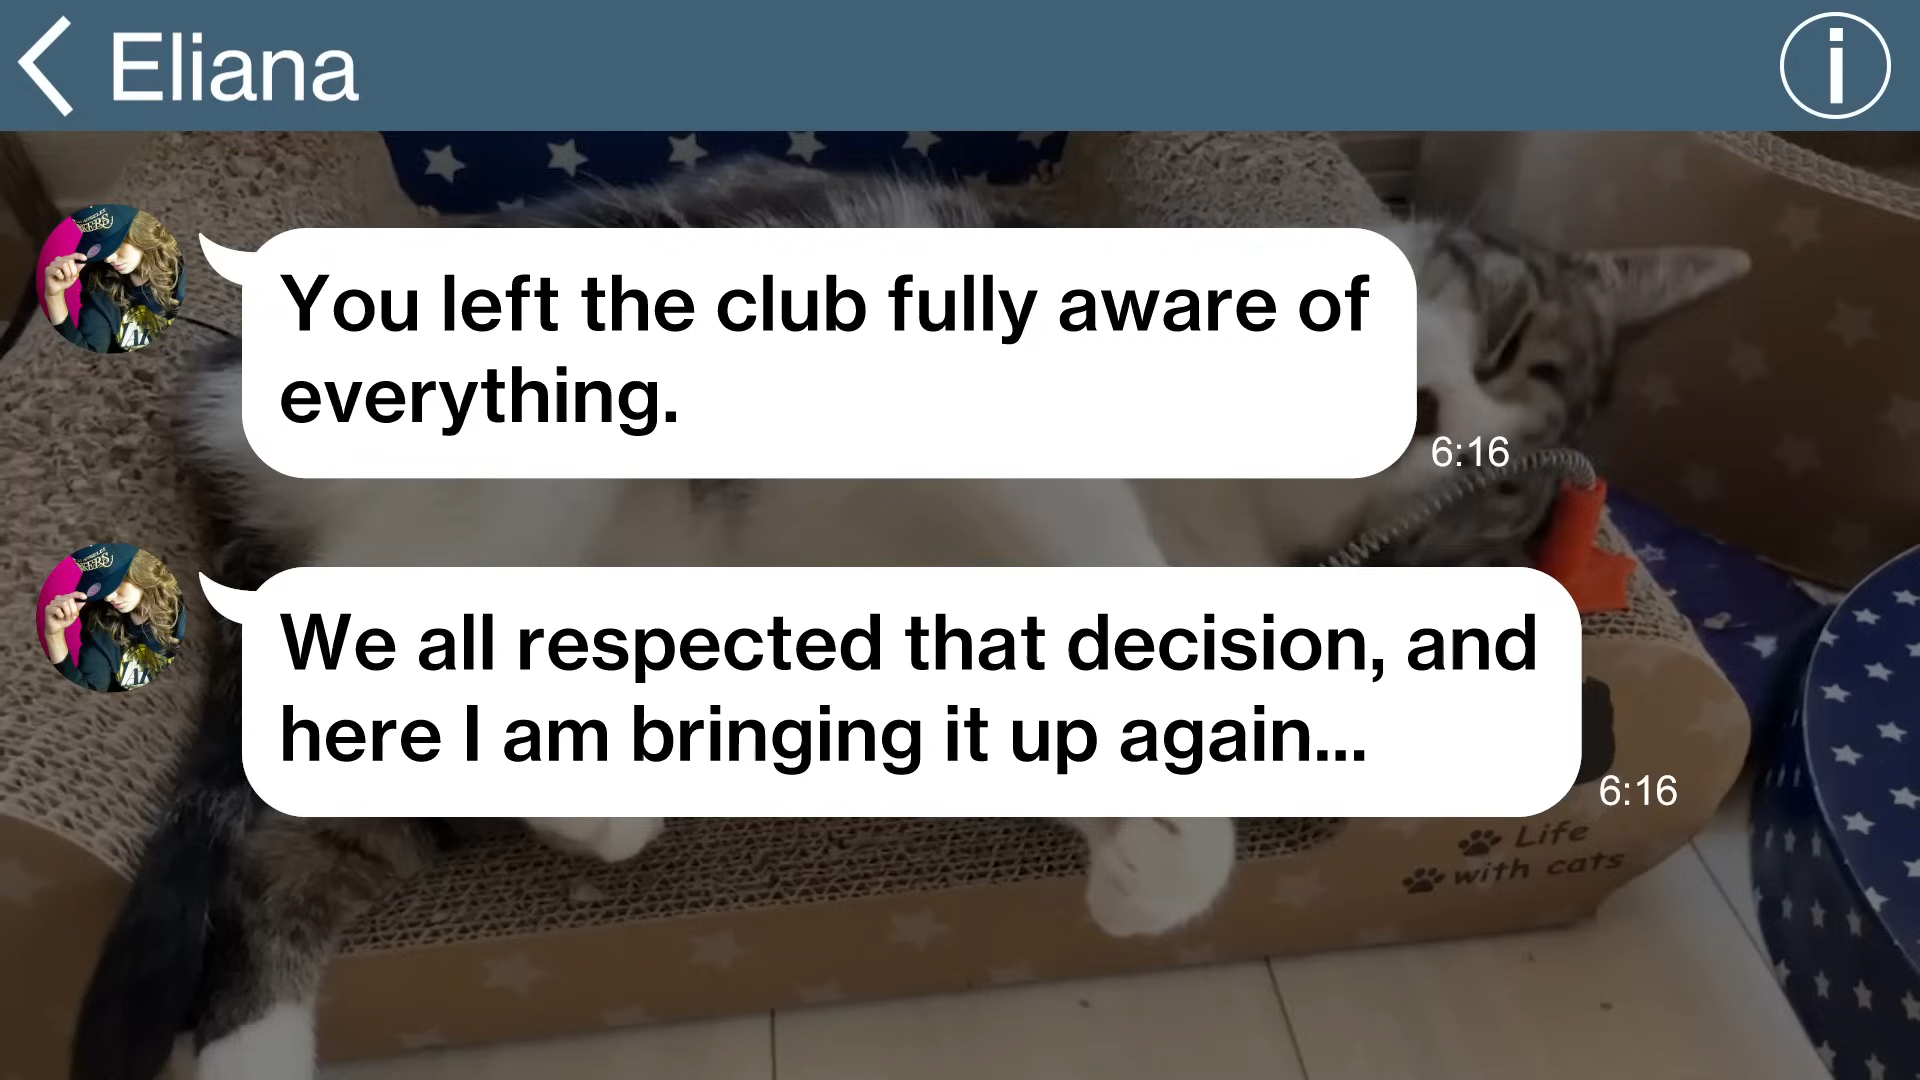 Eliana
You left the club fully aware of
everything.
6:16
We all respected that decision, and
here I am bringing it up again...
6:16
Life
with cats